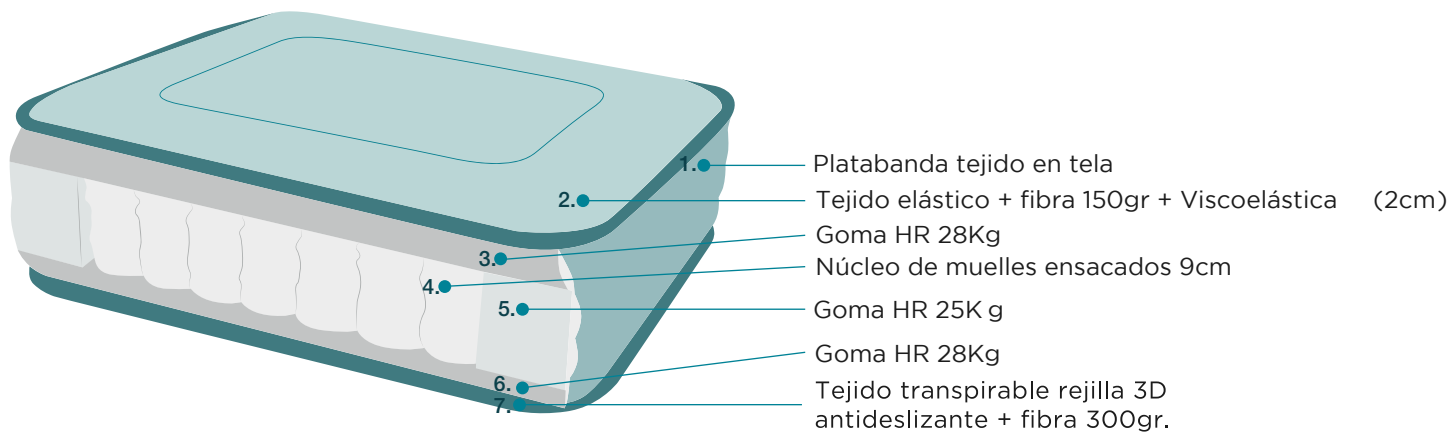 1. Platabanda tejido en tela
2. Tejido elástico + fibra 150gr + Viscoelástica (2cm)
3. Goma HR 28Kg
4. Núcleo de muelles ensacados 9cm
5. Goma HR 25K g
6. Goma HR 28Kg
7. Tejido transpirable rejilla 3D
antideslizante + fibra 300gr.